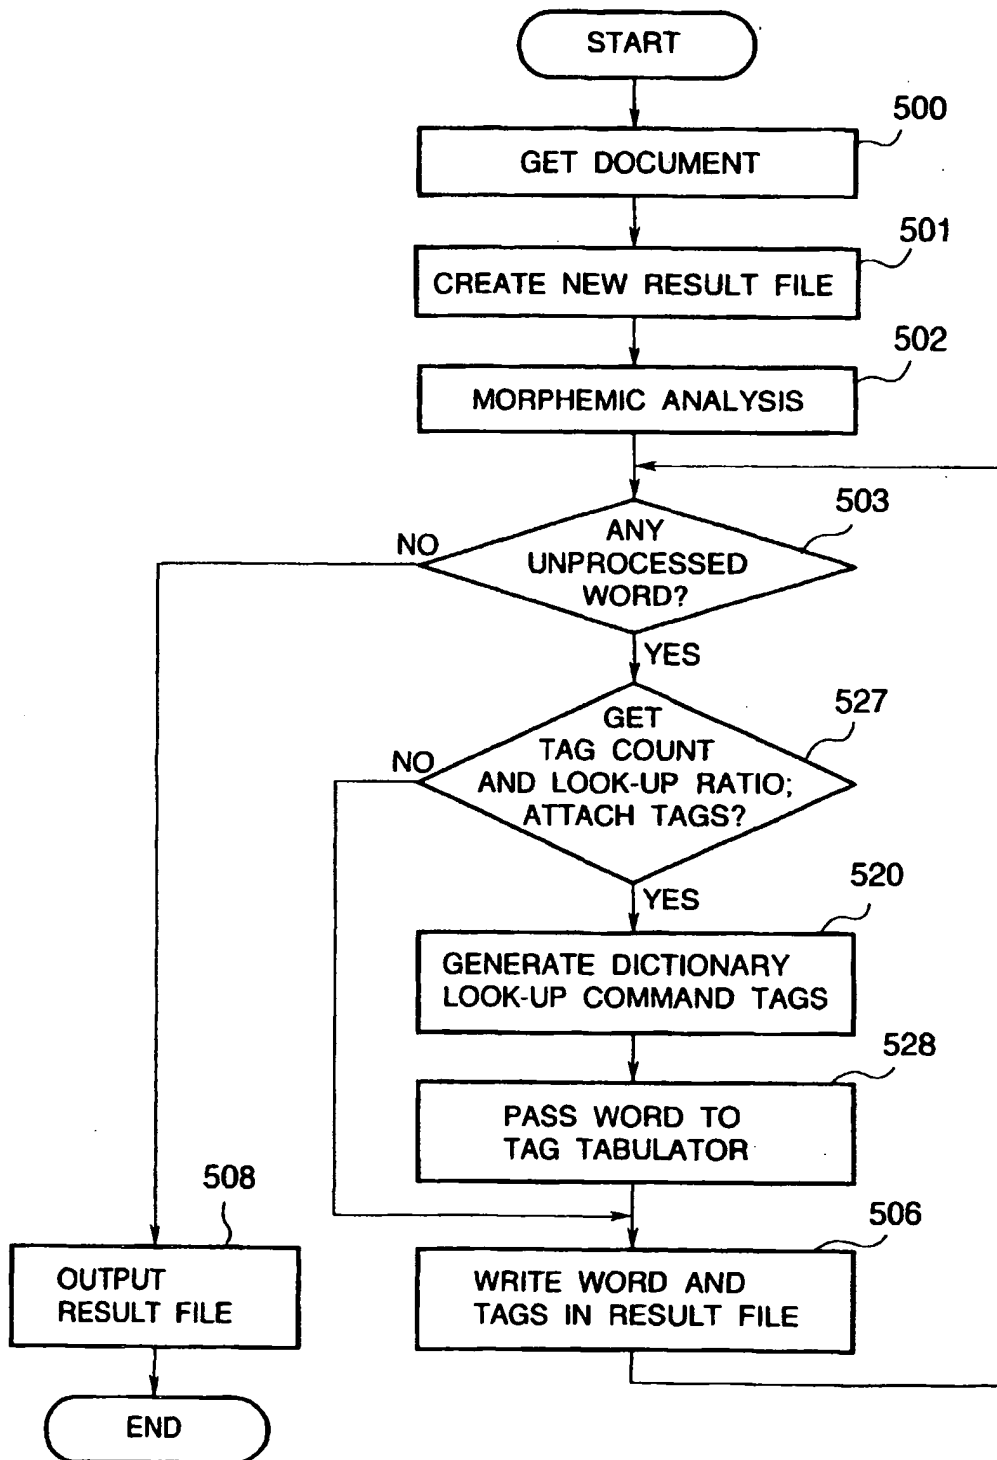 START
500
GET DOCUMENT
501
CREATE NEW RESULT FILE
502
MORPHEMIC ANALYSIS
503
NO
ANY
UNPROCESSED
WORD?
YES
527
NO
GET
TAG COUNT
AND LOOK-UP RATIO;
ATTACH TAGS?
YES
520
GENERATE DICTIONARY
LOOK-UP COMMAND TAGS
528
PASS WORD TO
TAG TABULATOR
508
506
OUTPUT
RESULT FILE
WRITE WORD AND
TAGS IN RESULT FILE
END